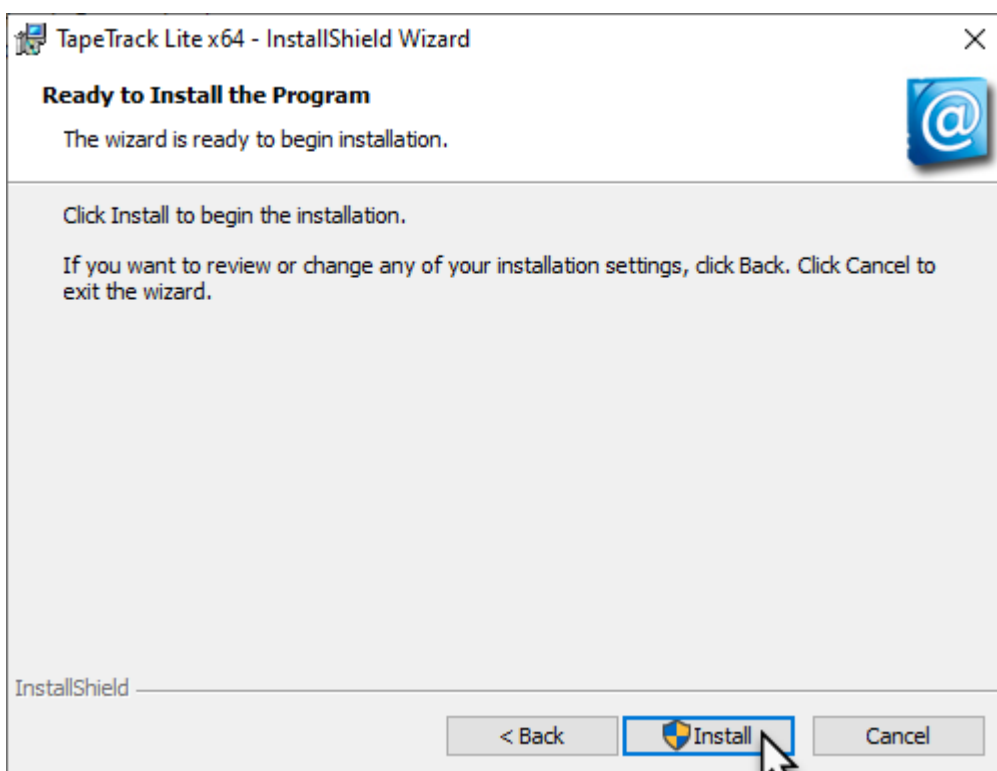 TapeTrack Lite x64 - InstallShield Wizard
Ready to Install the Program
The wizard is ready to begin installation.
@
Click Install to begin the installation.
If you want to review or change any of your installation settings, click Back. Click Cancel to
exit the wizard.
InstallShield
< Back
Install
Cancel